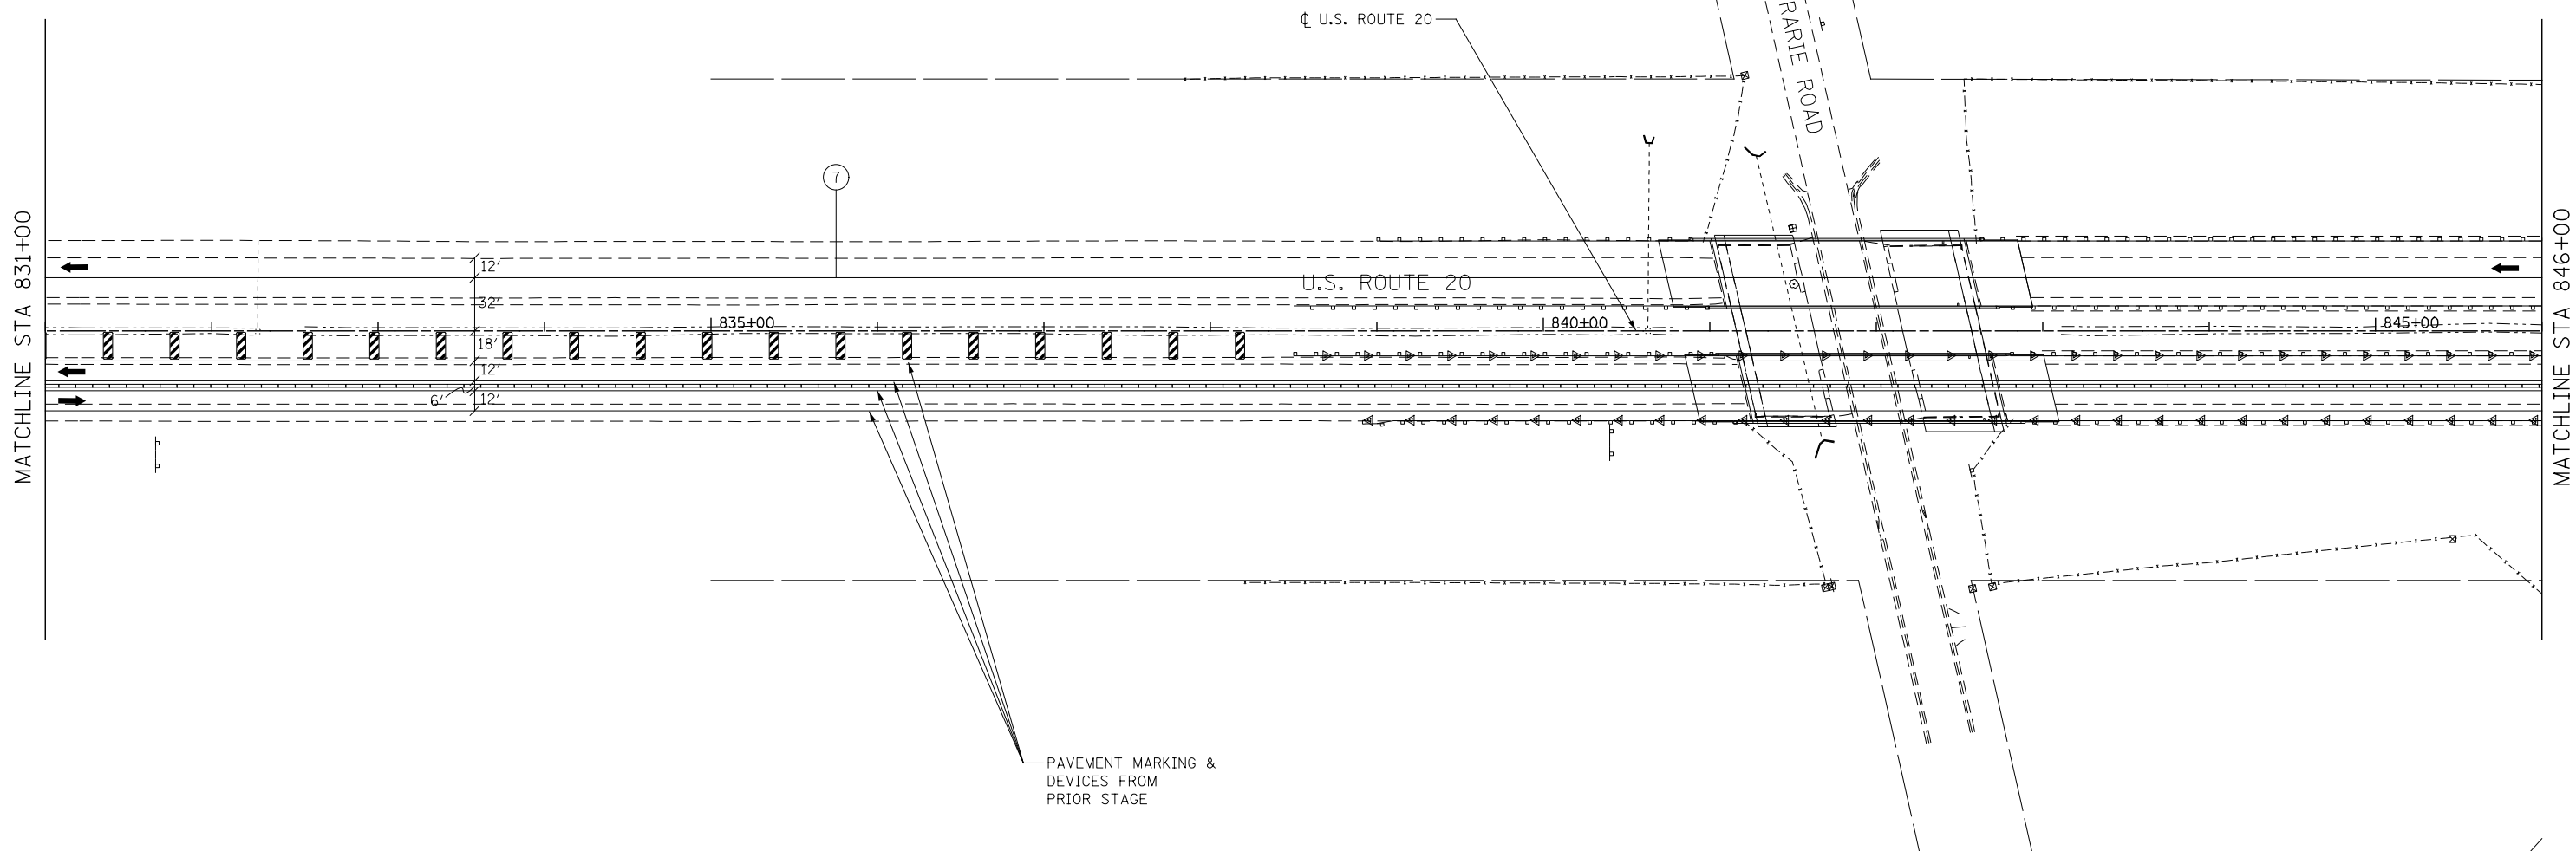 ℄ U.S. ROUTE 20
RARIE ROAD
7
MATCHLINE STA 831+00
MATCHLINE STA 846+00
12'
U.S. ROUTE 20
32'
835+00
840+00
845+00
18'
12'
6'
12'
PAVEMENT MARKING &
DEVICES FROM
PRIOR STAGE